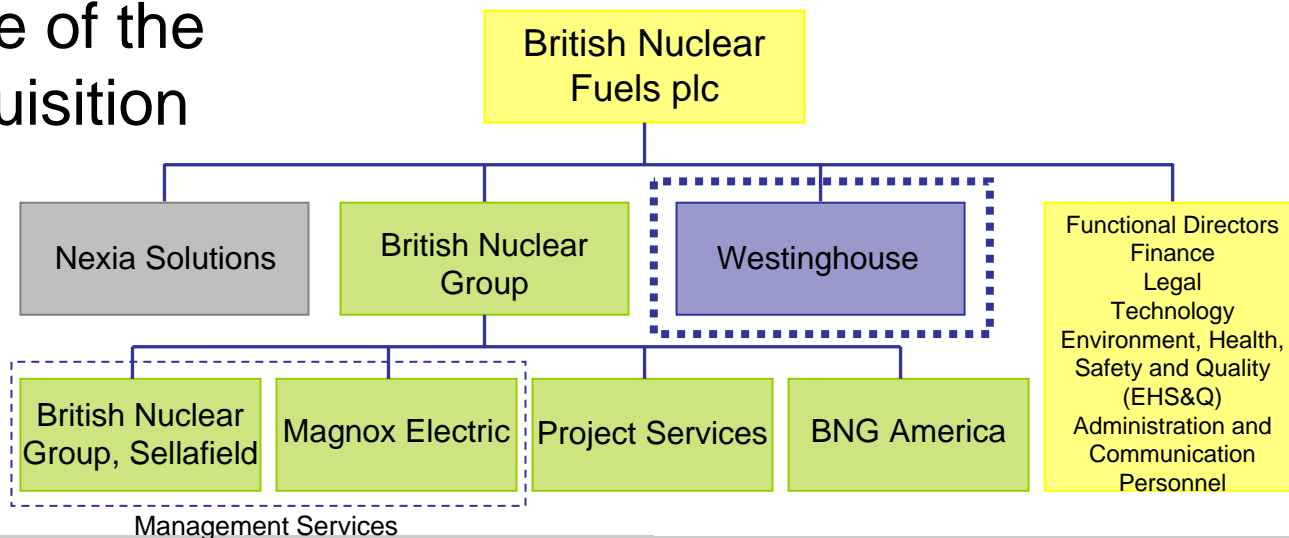 e of the
uisition
British Nuclear
Fuels plc
Nexia Solutions
British Nuclear
Group
Westinghouse
Functional Directors
Finance
Legal
Technology
Environment, Health,
Safety and Quality
(EHS&Q)
Administration and
Communication
Personnel
British Nuclear
Group, Sellafield
Magnox Electric
Project Services
BNG America
Management Services